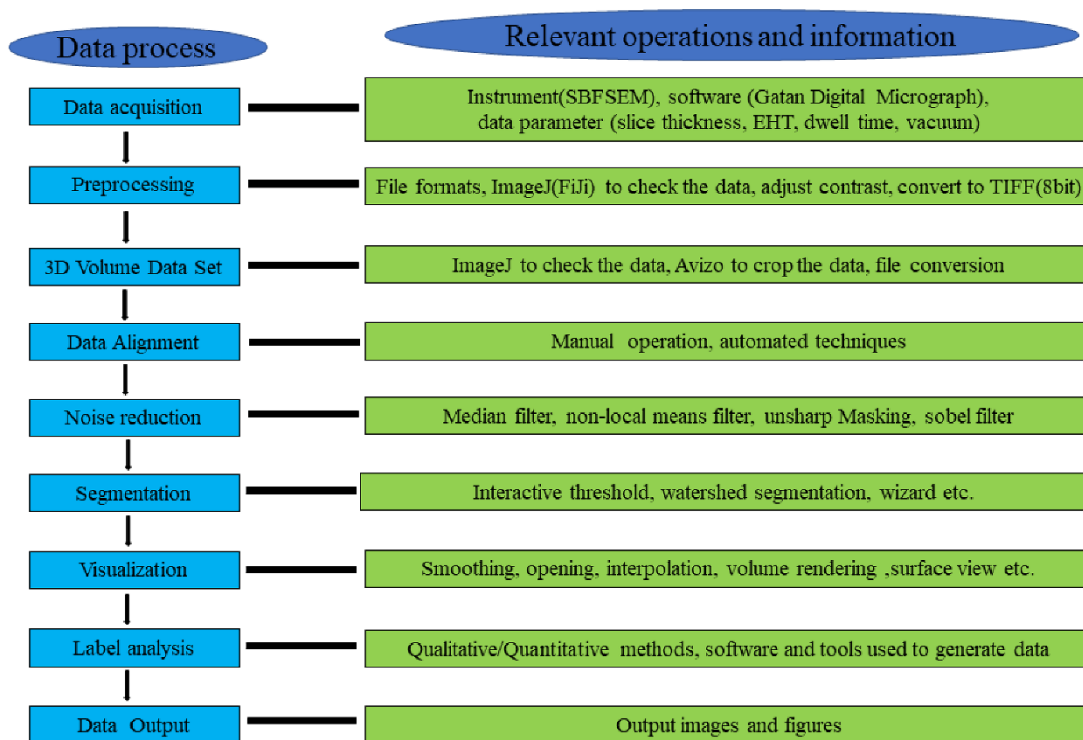 Data process
Relevant operations and information
Data acquisition
Instrument(SBFSEM), software (Gatan Digital Micrograph),
data parameter (slice thickness, EHT, dwell time, vacuum)
Preprocessing
File formats, ImageJ(FiJi) to check the data, adjust contrast, convert to TIFF(8bit)
3D Volume Data Set
ImageJ to check the data, Avizo to crop the data, file conversion
Data Alignment
Manual operation, automated techniques
Noise reduction
Median filter, non-local means filter, unsharp Masking, sobel filter
Segmentation
Interactive threshold, watershed segmentation, wizard etc.
Visualization
Smoothing, opening, interpolation, volume rendering ,surface view etc.
Label analysis
Qualitative/Quantitative methods, software and tools used to generate data
Data Output
Output images and figures